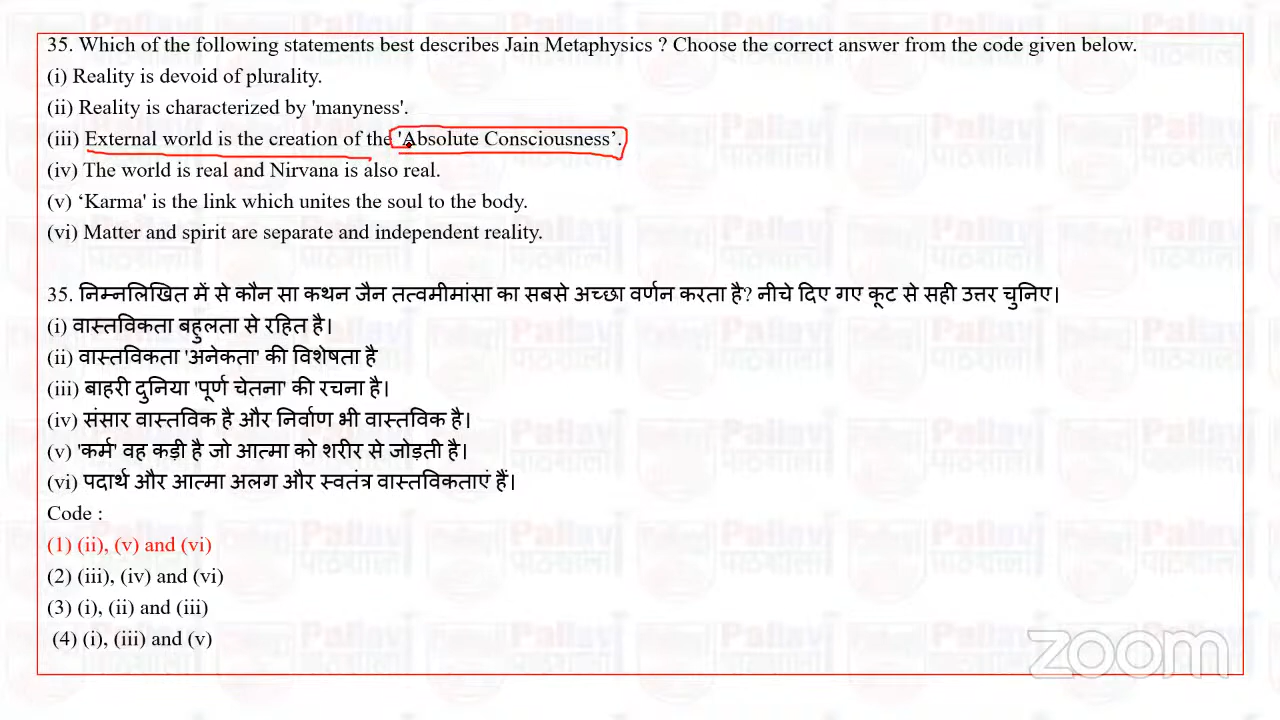 35. Which of the following statements best describes Jain Metaphysics ? Choose the correct answer from the code given below.
(i) Reality is devoid of plurality.
(ii) Reality is characterized by 'manyness'.
(iii) External world is the creation of the 'Absolute Consciousness’.
(iv) The world is real and Nirvana is also real.
(v) ‘Karma' is the link which unites the soul to the body.
(vi) Matter and spirit are separate and independent reality.
35. निम्नलिखित में से कौन सा कथन जैन तत्वमीमांसा का सबसे अच्छा वर्णन करता है? नीचे दिए गए कूट से सही उत्तर चुनिए।
(i) वास्तविकता बहुलता से रहित है।
(ii) वास्तविकता 'अनेकता' की विशेषता है
(iii) बाहरी दुनिया 'पूर्ण चेतना' की रचना है।
(iv) संसार वास्तविक है और निर्वाण भी वास्तविक है।
(v) 'कर्म' वह कड़ी है जो आत्मा को शरीर से जोड़ती है।
(vi) पदार्थ और आत्मा अलग और स्वतंत्र वास्तविकताएं हैं।
Code :
(1) (ii), (v) and (vi)
(2) (iii), (iv) and (vi)
(3) (i), (ii) and (iii)
(4) (i), (iii) and (v)
zoom
Pallavi
पाठशाला